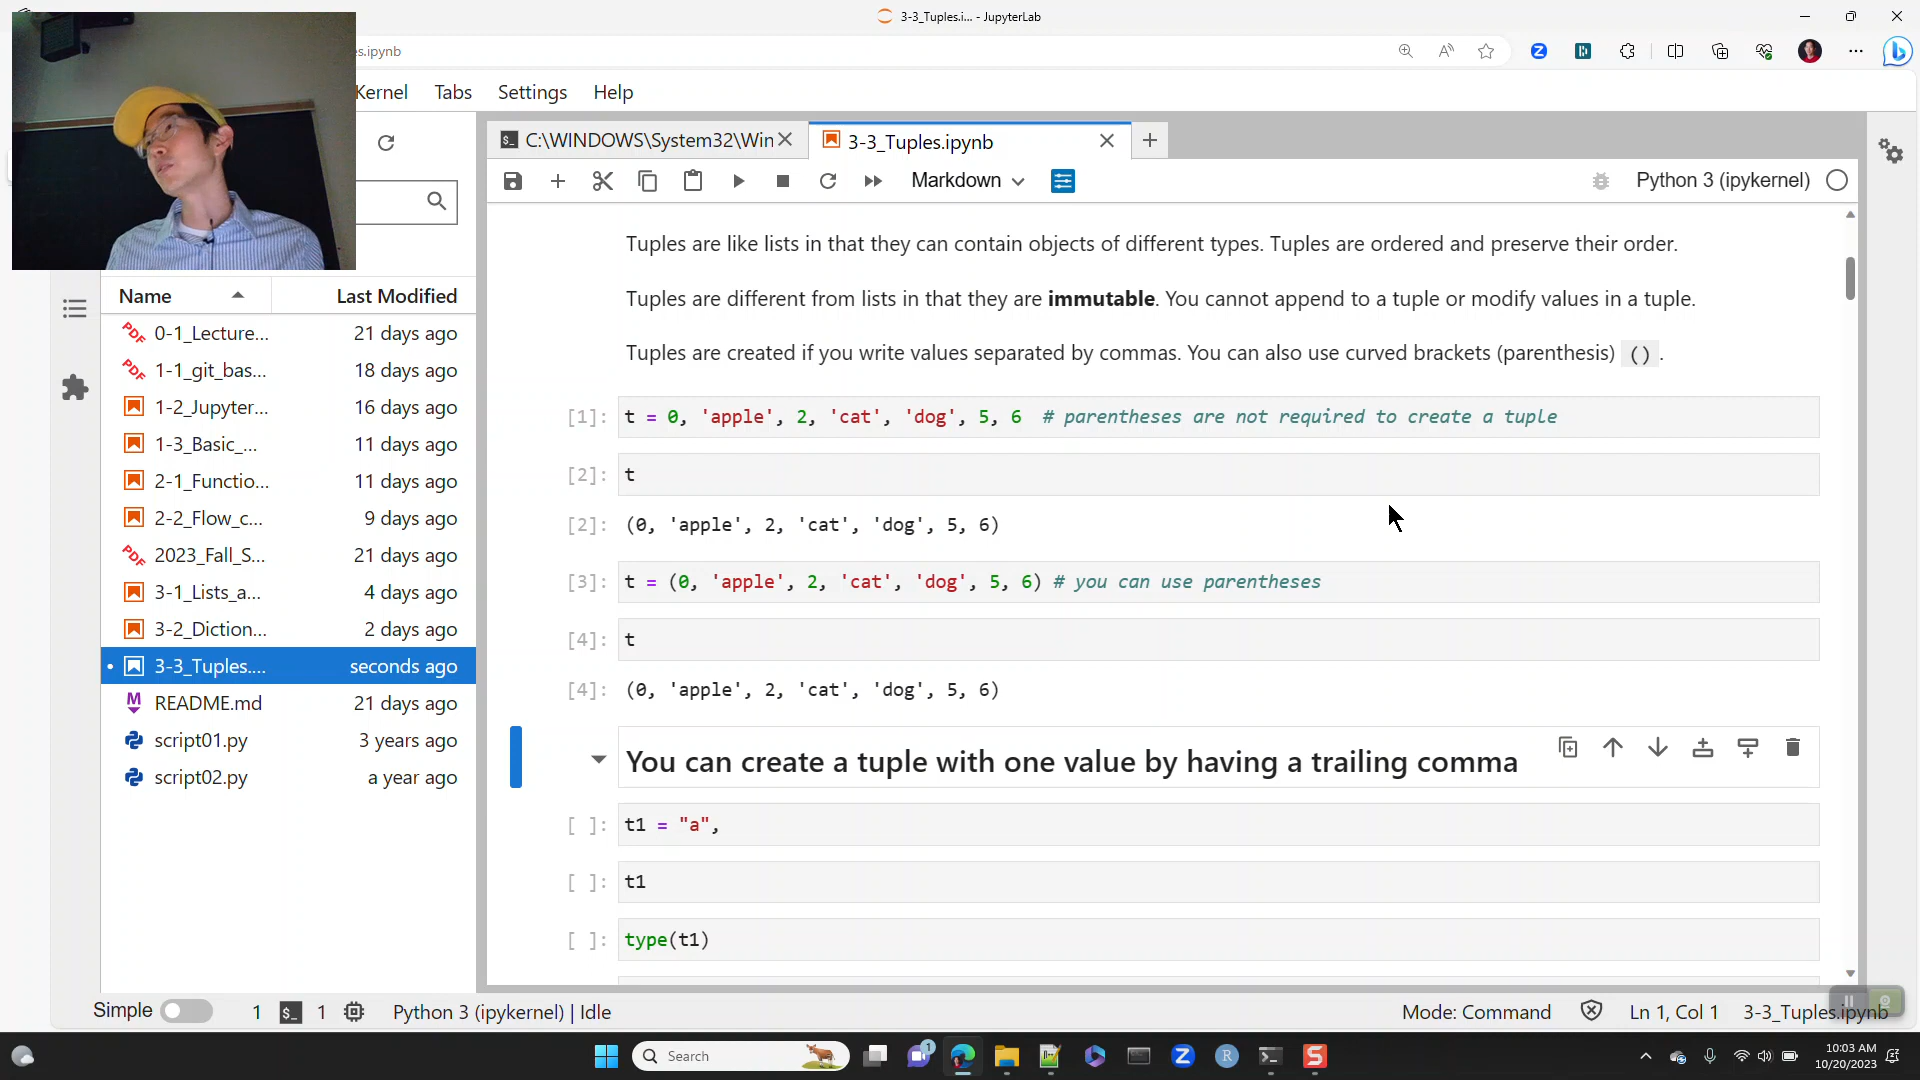 3-3_Tuples.i... - JupyterLab
es.ipynb
Kernel Tabs Settings Help
C:\WINDOWS\System32\Win
3-3_Tuples.ipynb
Markdown
Python 3 (ipykernel)
Name
Last Modified
0-1_Lecture... 21 days ago
1-1_git_bas... 18 days ago
1-2_Jupyter... 16 days ago
1-3_Basic_... 11 days ago
2-1_Functio... 11 days ago
2-2_Flow_c... 9 days ago
2023_Fall_S... 21 days ago
3-1_Lists_a... 4 days ago
3-2_Diction... 2 days ago
3-3_Tuples.... seconds ago
README.md 21 days ago
script01.py 3 years ago
script02.py a year ago
Tuples are like lists in that they can contain objects of different types. Tuples are ordered and preserve their order.
Tuples are different from lists in that they are immutable. You cannot append to a tuple or modify values in a tuple.
Tuples are created if you write values separated by commas. You can also use curved brackets (parenthesis) ().
[1]: t = 0, 'apple', 2, 'cat', 'dog', 5, 6 # parentheses are not required to create a tuple
[2]: t
[2]: (0, 'apple', 2, 'cat', 'dog', 5, 6)
[3]: t = (0, 'apple', 2, 'cat', 'dog', 5, 6) # you can use parentheses
[4]: t
[4]: (0, 'apple', 2, 'cat', 'dog', 5, 6)
You can create a tuple with one value by having a trailing comma
[ ]: t1 = "a",
[ ]: t1
[ ]: type(t1)
Simple 1 $_ 1 Python 3 (ipykernel) | Idle
Mode: Command Ln 1, Col 1 3-3_Tuples.ipynb
Search
1
10:03 AM
10/20/2023